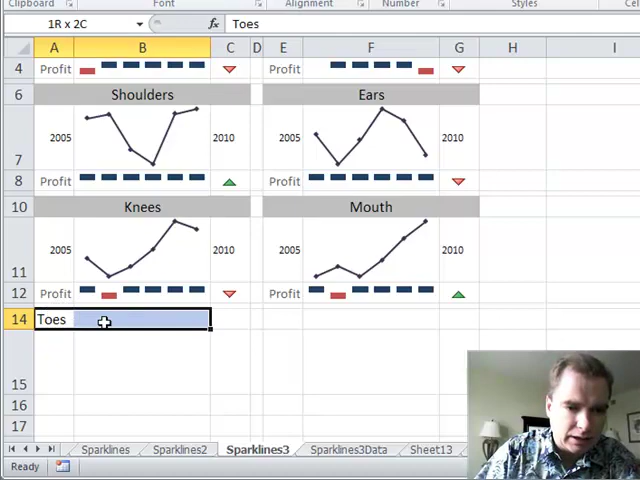 Clipboard Font Alignment Number Styles
1R x 2C fx Toes
A B C D E F G H I
4 Profit
6 Shoulders Ears
7 2005 2010 2005 2010
8 Profit Profit
10 Knees Mouth
11 2005 2010 2005 2010
12 Profit Profit
14 Toes
15
16
17
Sparklines Sparklines2 Sparklines3 Sparklines3Data Sheet13
Ready